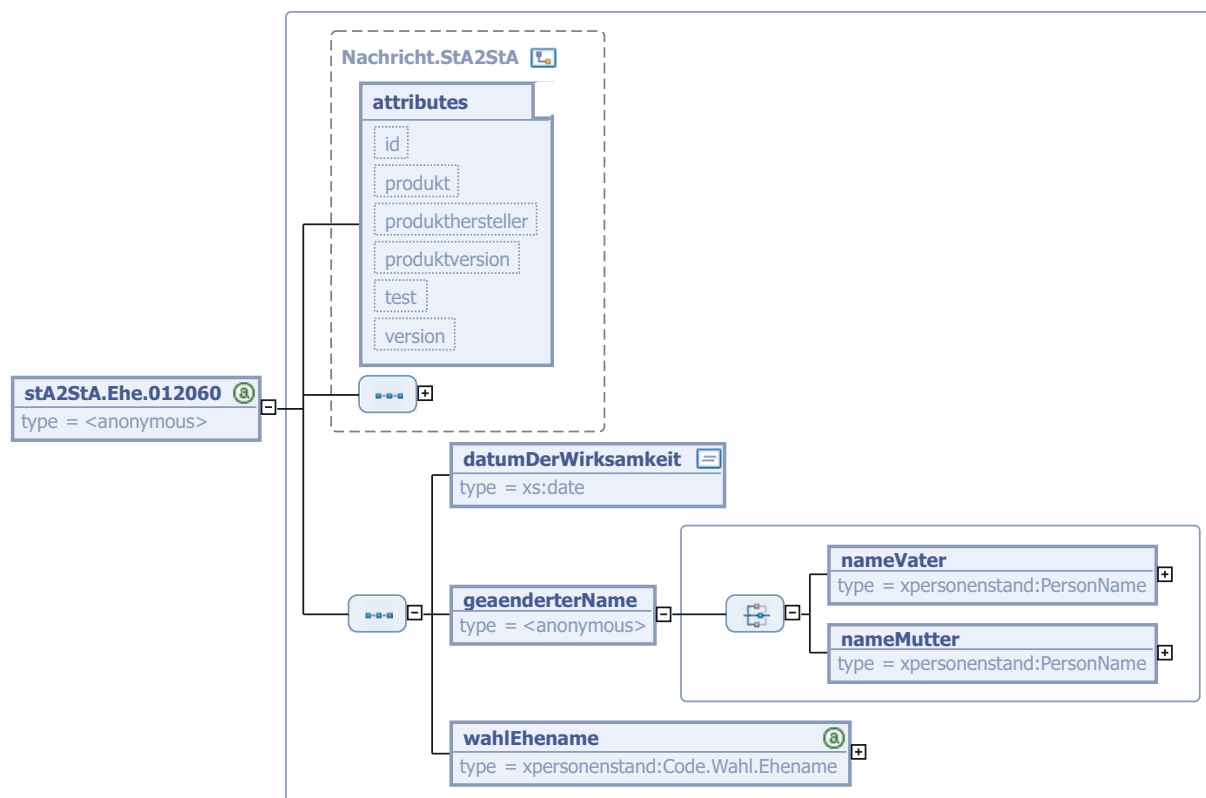 Nachricht.StA2StA
attributes
id
produkt
produkthersteller
produktversion
test
version
stA2StA.Ehe.012060
type = <anonymous>
datumDerWirksamkeit
type = xs:date
geaenderterName
type = <anonymous>
nameVater
type = xpersonenstand:PersonName
nameMutter
type = xpersonenstand:PersonName
wahlEhename
type = xpersonenstand:Code.Wahl.Ehename